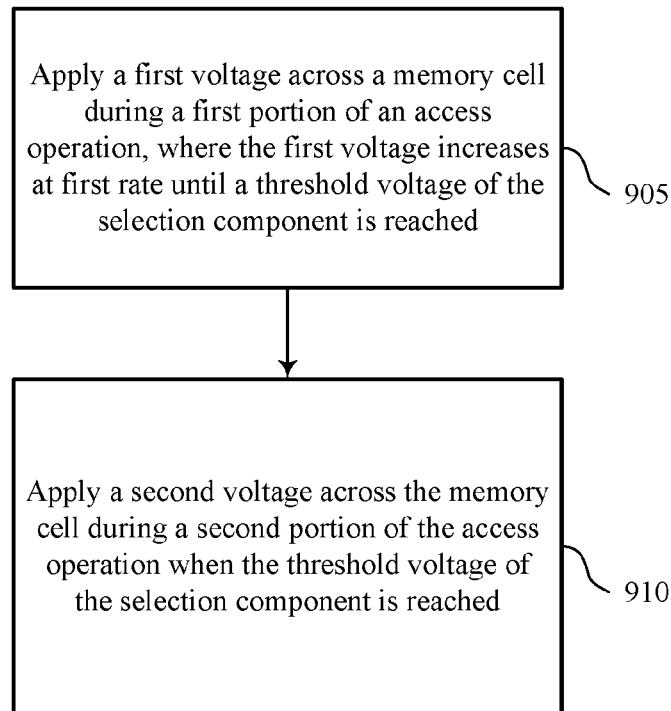 Apply a first voltage across a memory cell
during a first portion of an access
operation, where the first voltage increases
at first rate until a threshold voltage of the
selection component is reached
905
Apply a second voltage across the memory
cell during a second portion of the access
operation when the threshold voltage of
the selection component is reached
910